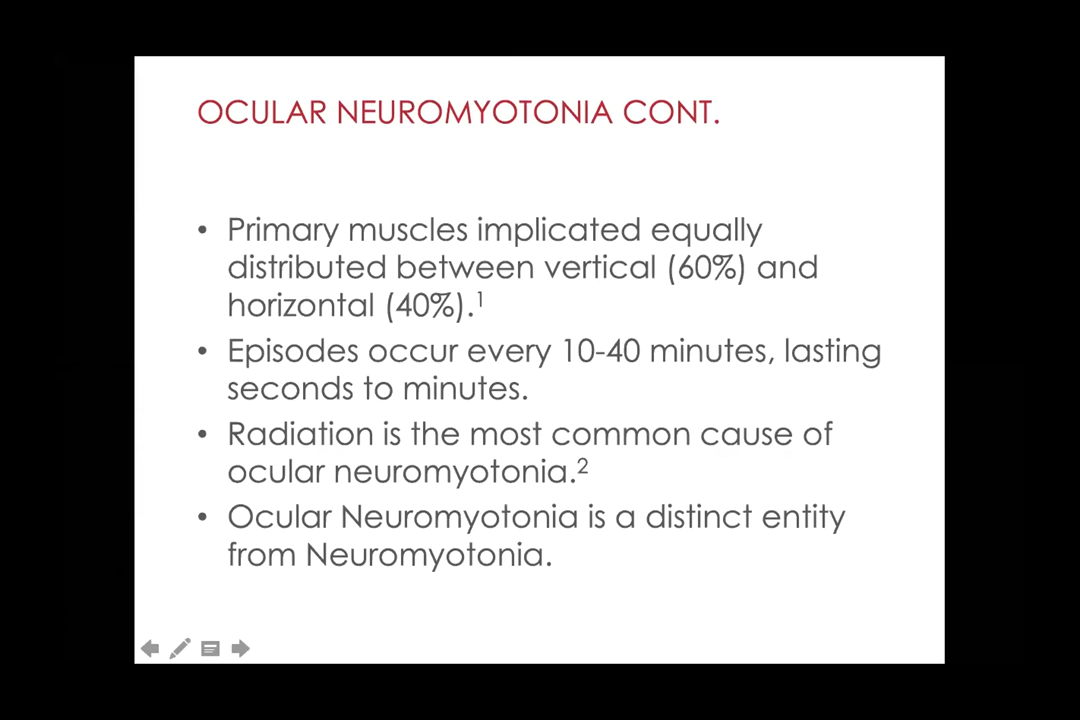 OCULAR NEUROMYOTONIA CONT.
• Primary muscles implicated equally
distributed between vertical (60%) and
horizontal (40%).¹
• Episodes occur every 10-40 minutes, lasting
seconds to minutes.
• Radiation is the most common cause of
ocular neuromyotonia.²
• Ocular Neuromyotonia is a distinct entity
from Neuromyotonia.